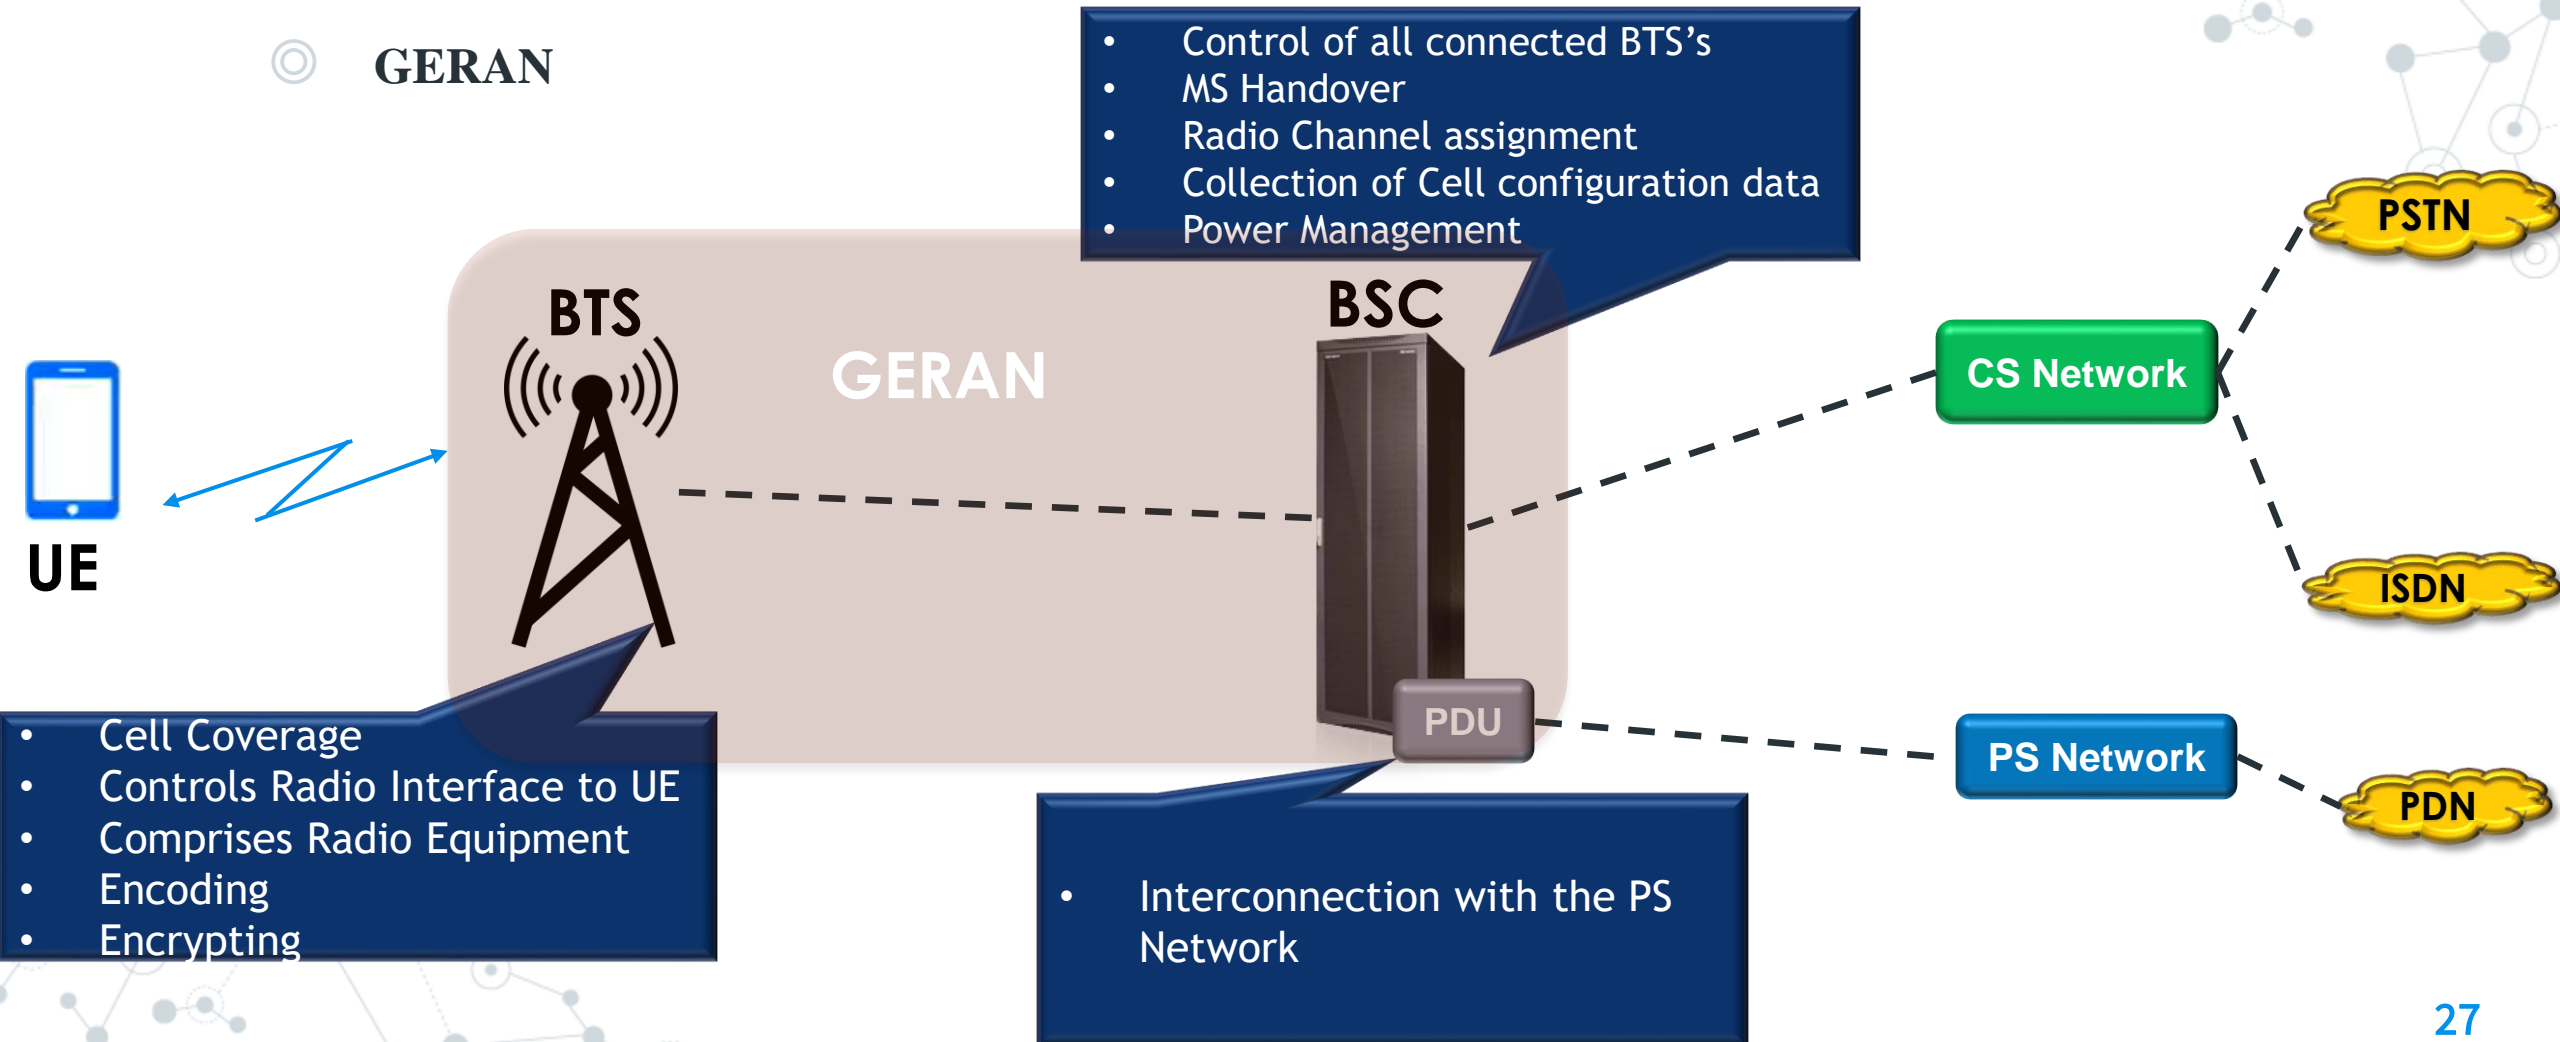 GERAN
• Control of all connected BTS’s
• MS Handover
• Radio Channel assignment
• Collection of Cell configuration data
• Power Management
PSTN
BTS
BSC
GERAN
CS Network
UE
ISDN
PDU
PS Network
PDN
• Cell Coverage
• Controls Radio Interface to UE
• Comprises Radio Equipment
• Encoding
• Encrypting
• Interconnection with the PS
Network
27